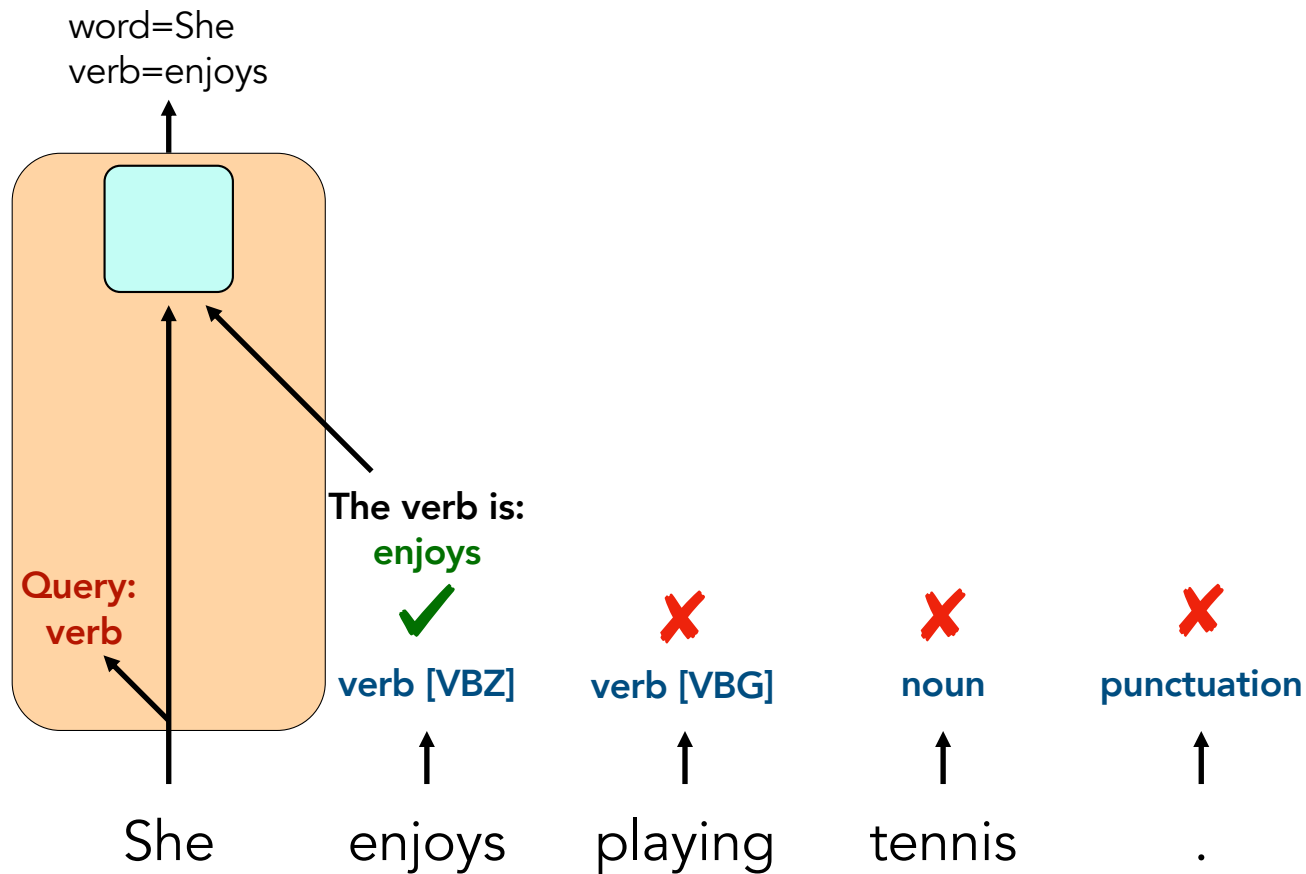 word=She
verb=enjoys
The verb is:
enjoys
Query:
verb
verb [VBZ] verb [VBG] noun punctuation
She enjoys playing tennis .